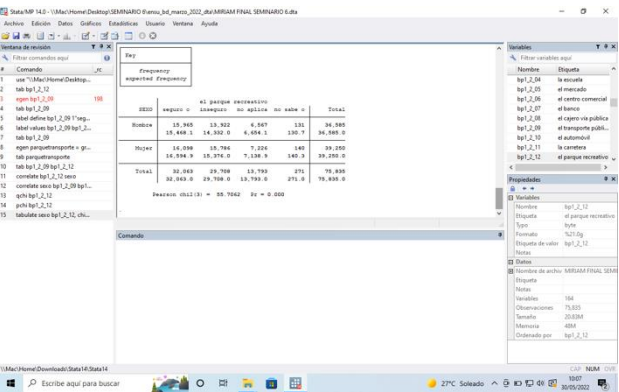 Stata/MP 14.0 - \\Mac\Home\Desktop\SEMINARIO 6\ensu_bd_marzo_2022_dta\MIRIAM FINAL SEMINARIO 6.dta
Archivo Edición Datos Gráficos Estadísticas Usuario Ventana Ayuda
Ventana de revisión
Filtrar comandos aquí
# Comando _rc
1 use "\\Mac\Home\Desktop...
2 tab bp1_2_12
3 egen bp1_2_09 198
4 tab bp1_2_09
5 label define bp1_2_09 1"seg...
6 label values bp1_2_09 bp1_2...
7 tab bp1_2_09
8 egen parquetransporte = gr...
9 tab parquetransporte
10 tab bp1_2_09 bp1_2_12
11 correlate bp1_2_12 sexo
12 correlate sexo bp1_2_09 bp1...
13 qchi bp1_2_12
14 pchi bp1_2_12
15 tabulate sexo bp1_2_12, chi...
Key
frequency
expected frequency
el parque recreativo
SEXO seguro o inseguro no aplica no sabe o Total
Hombre 15,965 13,922 6,567 131 36,585
15,468.1 14,332.0 6,654.1 130.7 36,585.0
Mujer 16,098 15,786 7,226 140 39,250
16,594.9 15,376.0 7,138.9 140.3 39,250.0
Total 32,063 29,708 13,793 271 75,835
32,063.0 29,708.0 13,793.0 271.0 75,835.0
Pearson chi2(3) = 55.7062 Pr = 0.000
Comando
Variables
Filtrar variables aquí
Nombre Etiqueta
bp1_2_04 la escuela
bp1_2_05 el mercado
bp1_2_06 el centro comercial
bp1_2_07 el banco
bp1_2_08 el cajero vía pública
bp1_2_09 el transporte públi...
bp1_2_10 el automóvil
bp1_2_11 la carretera
bp1_2_12 el parque recreativo
Propiedades
Variables
Nombre bp1_2_12
Etiqueta el parque recreativo
Tipo byte
Formato %21.0g
Etiqueta de valor bp1_2_12
Notas
Datos
Nombre de archivo MIRIAM FINAL SEMI
Etiqueta
Notas
Variables 184
Observaciones 75,835
Tamaño 20.83M
Memoria 48M
Ordenado por bp1_2_12
\\Mac\Home\Downloads\Stata14\Stata14
CAP NUM OVR
Escribe aquí para buscar
27°C Soleado
10:07
30/05/2022